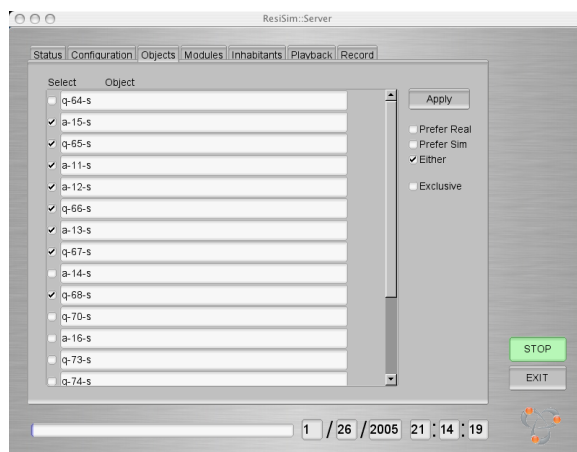 ResiSim::Server
Status Configuration Objects Modules Inhabitants Playback Record
Select Object
q-64-s
a-15-s
q-65-s
a-11-s
a-12-s
q-66-s
a-13-s
q-67-s
a-14-s
q-68-s
q-70-s
a-16-s
q-73-s
q-74-s
Apply
Prefer Real
Prefer Sim
Either
Exclusive
STOP
EXIT
1 / 26 / 2005 21 : 14 : 19